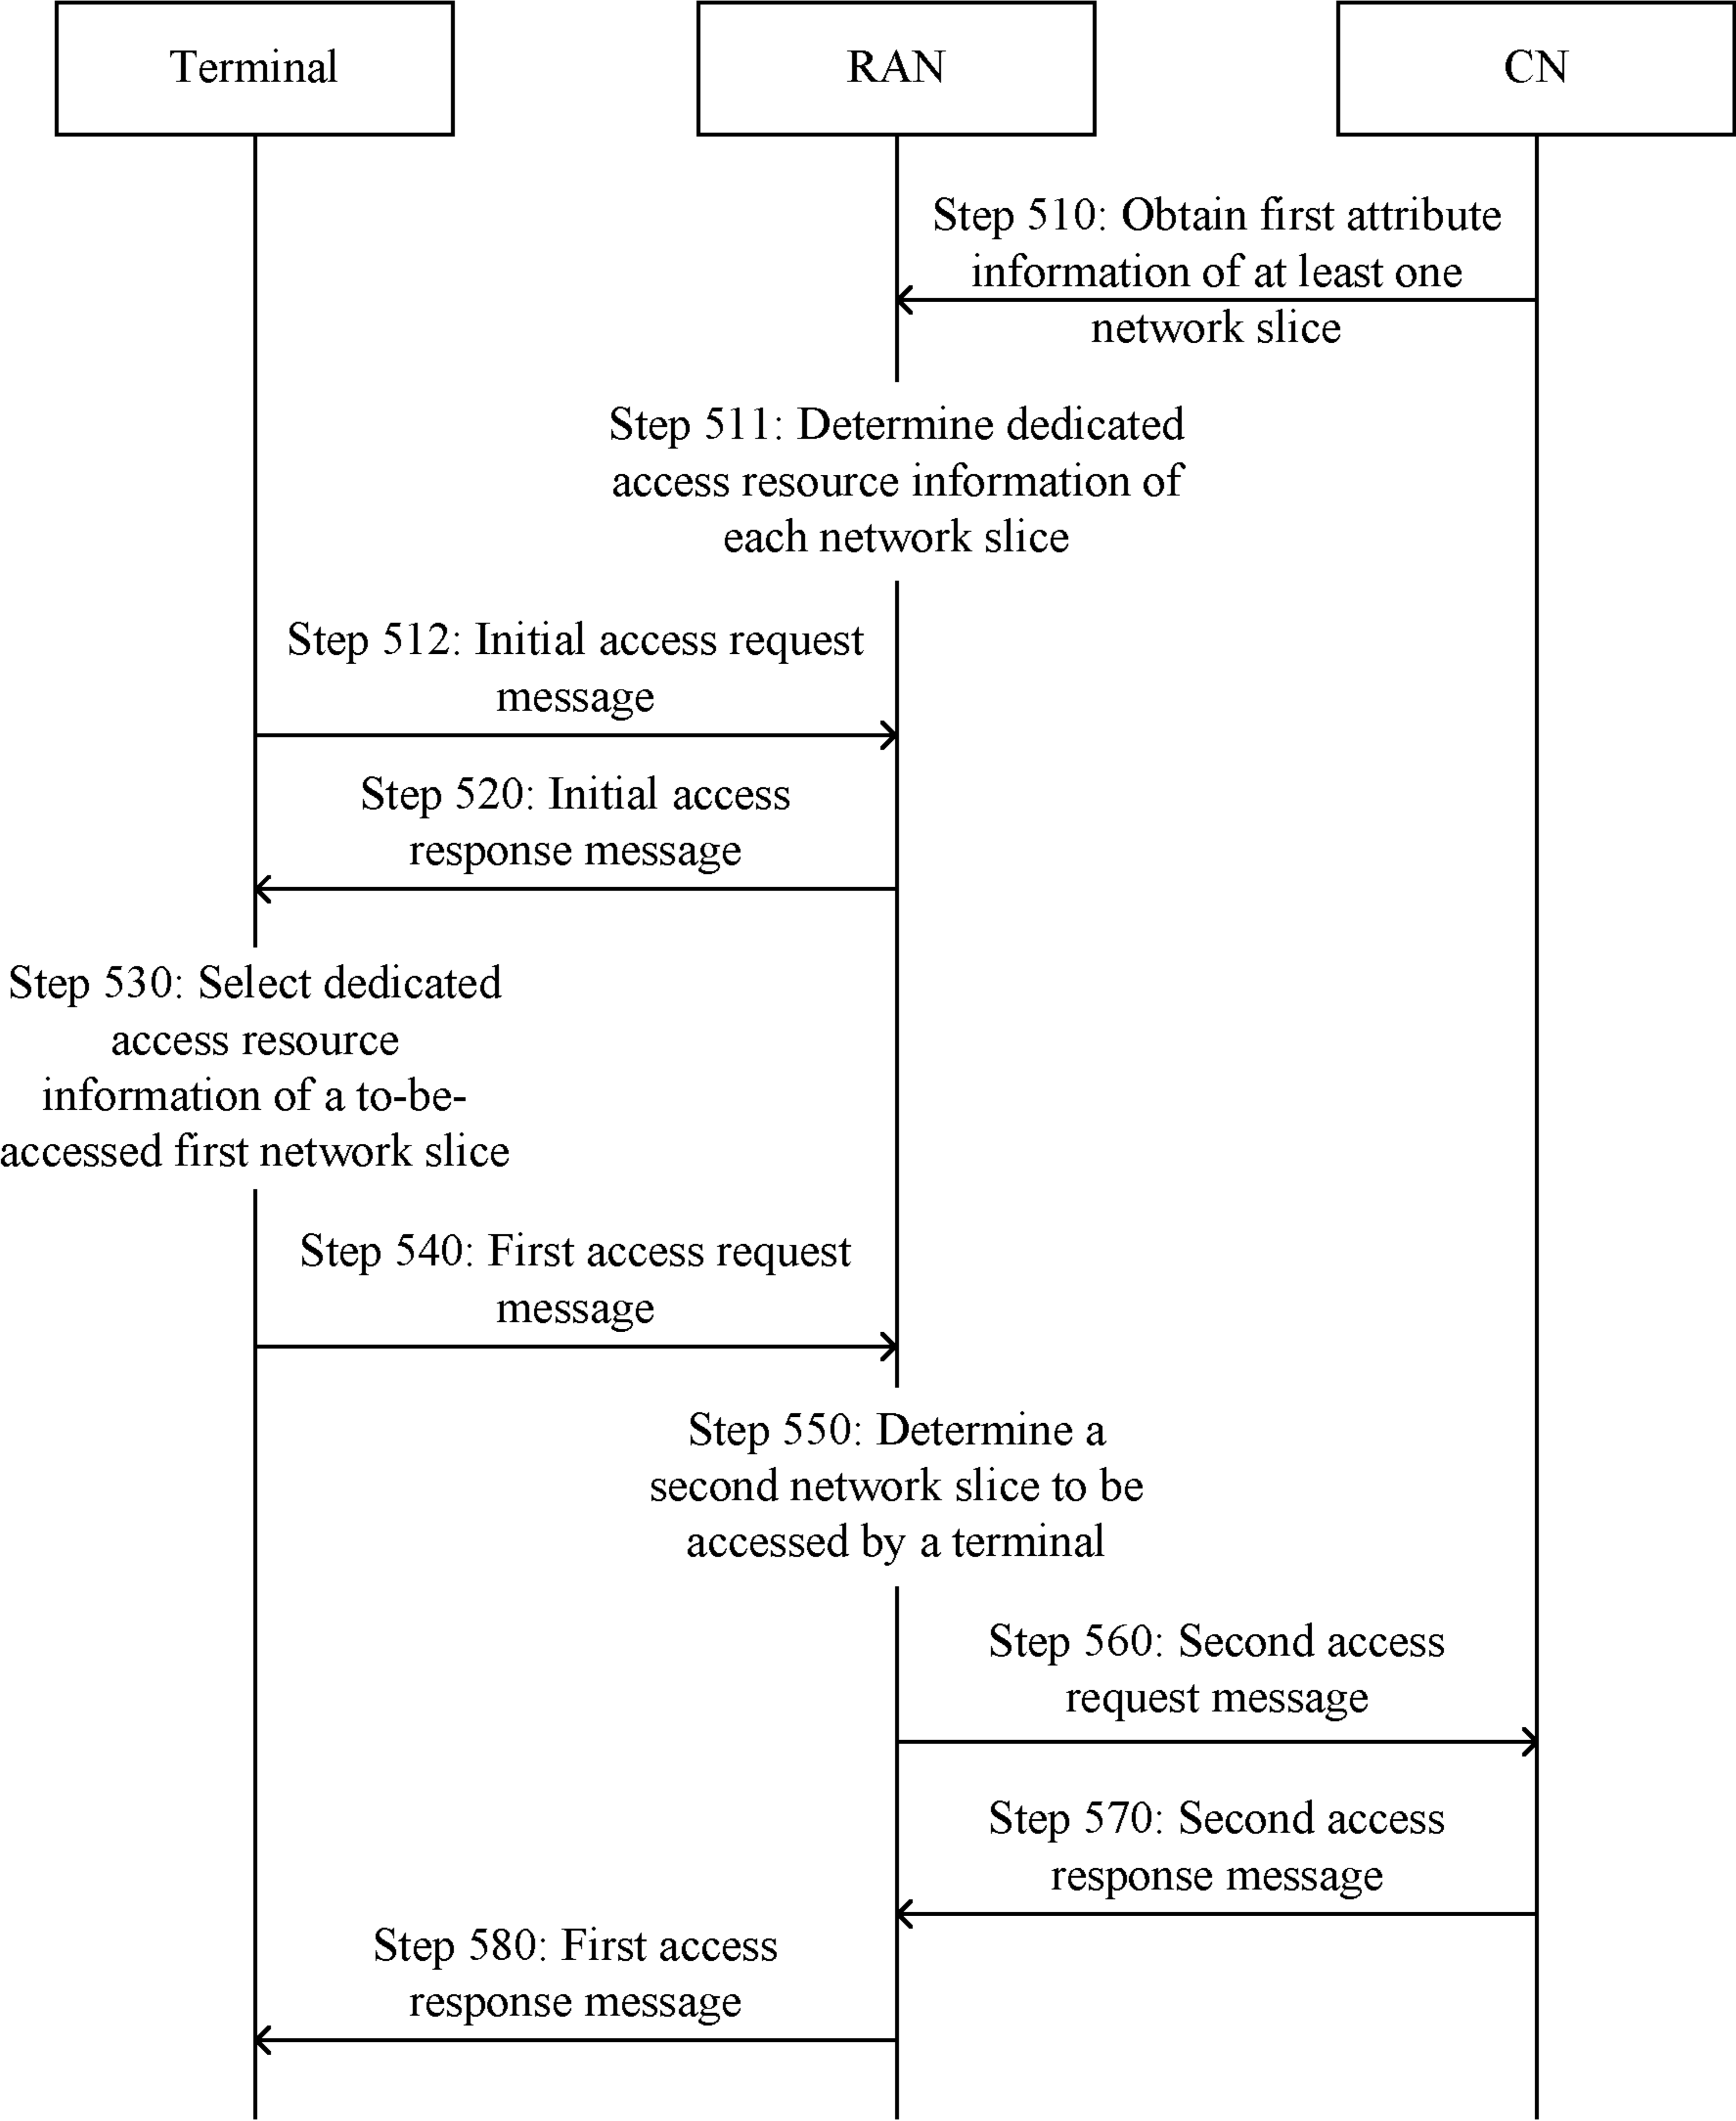 Terminal
RAN
CN
Step 510: Obtain first attribute
information of at least one
network slice
Step 511: Determine dedicated
access resource information of
each network slice
Step 512: Initial access request
message
Step 520: Initial access
response message
Step 530: Select dedicated
access resource
information of a to-be-
accessed first network slice
Step 540: First access request
message
Step 550: Determine a
second network slice to be
accessed by a terminal
Step 560: Second access
request message
Step 570: Second access
response message
Step 580: First access
response message